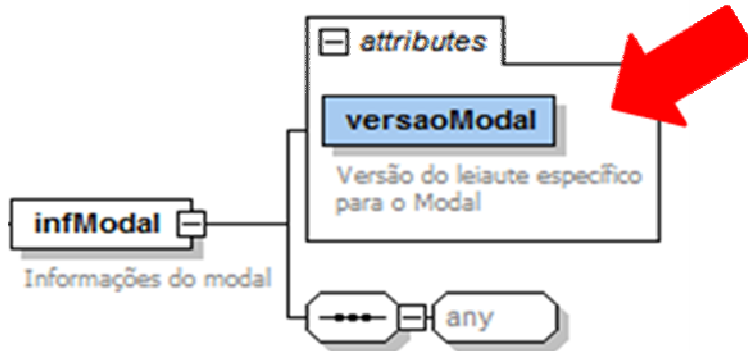 attributes
versaoModal
Versão do leiaute específico
para o Modal
infModal
Informações do modal
any